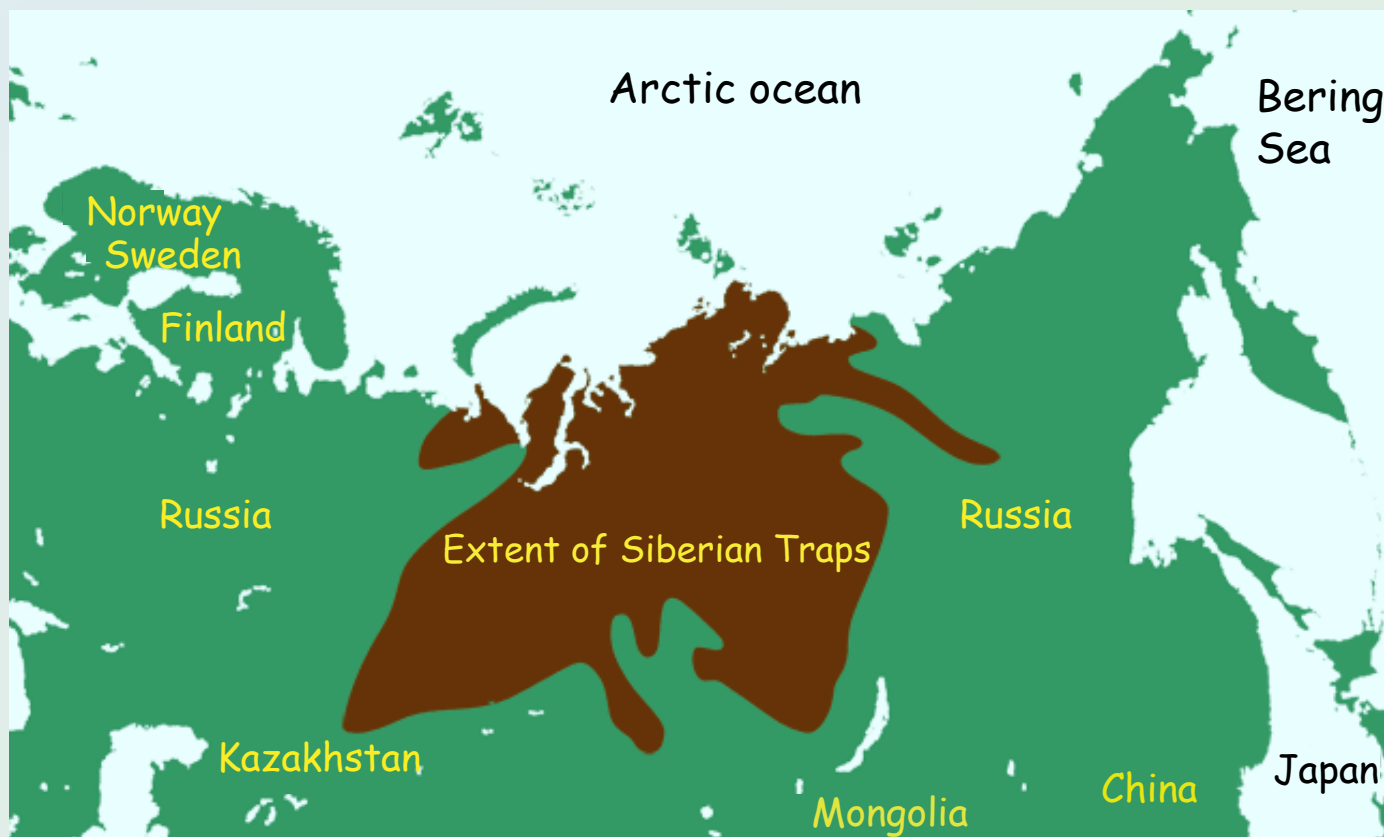 Arctic ocean
Bering
Sea
Norway
Sweden
Finland
Russia
Russia
Extent of Siberian Traps
Kazakhstan
Mongolia
China
Japan